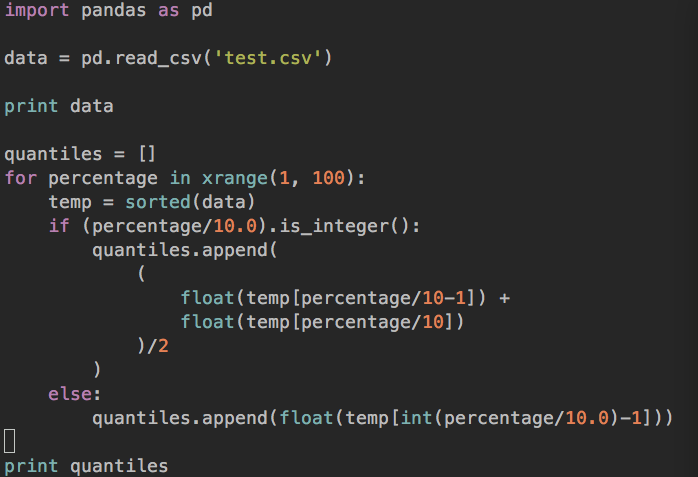 import pandas as pd
data = pd.read_csv('test.csv')
print data
quantiles = []
for percentage in xrange(1, 100):
    temp = sorted(data)
    if (percentage/10.0).is_integer():
        quantiles.append(
            (
                float(temp[percentage/10-1]) +
                float(temp[percentage/10])
            )/2
        )
    else:
        quantiles.append(float(temp[int(percentage/10.0)-1]))
print quantiles